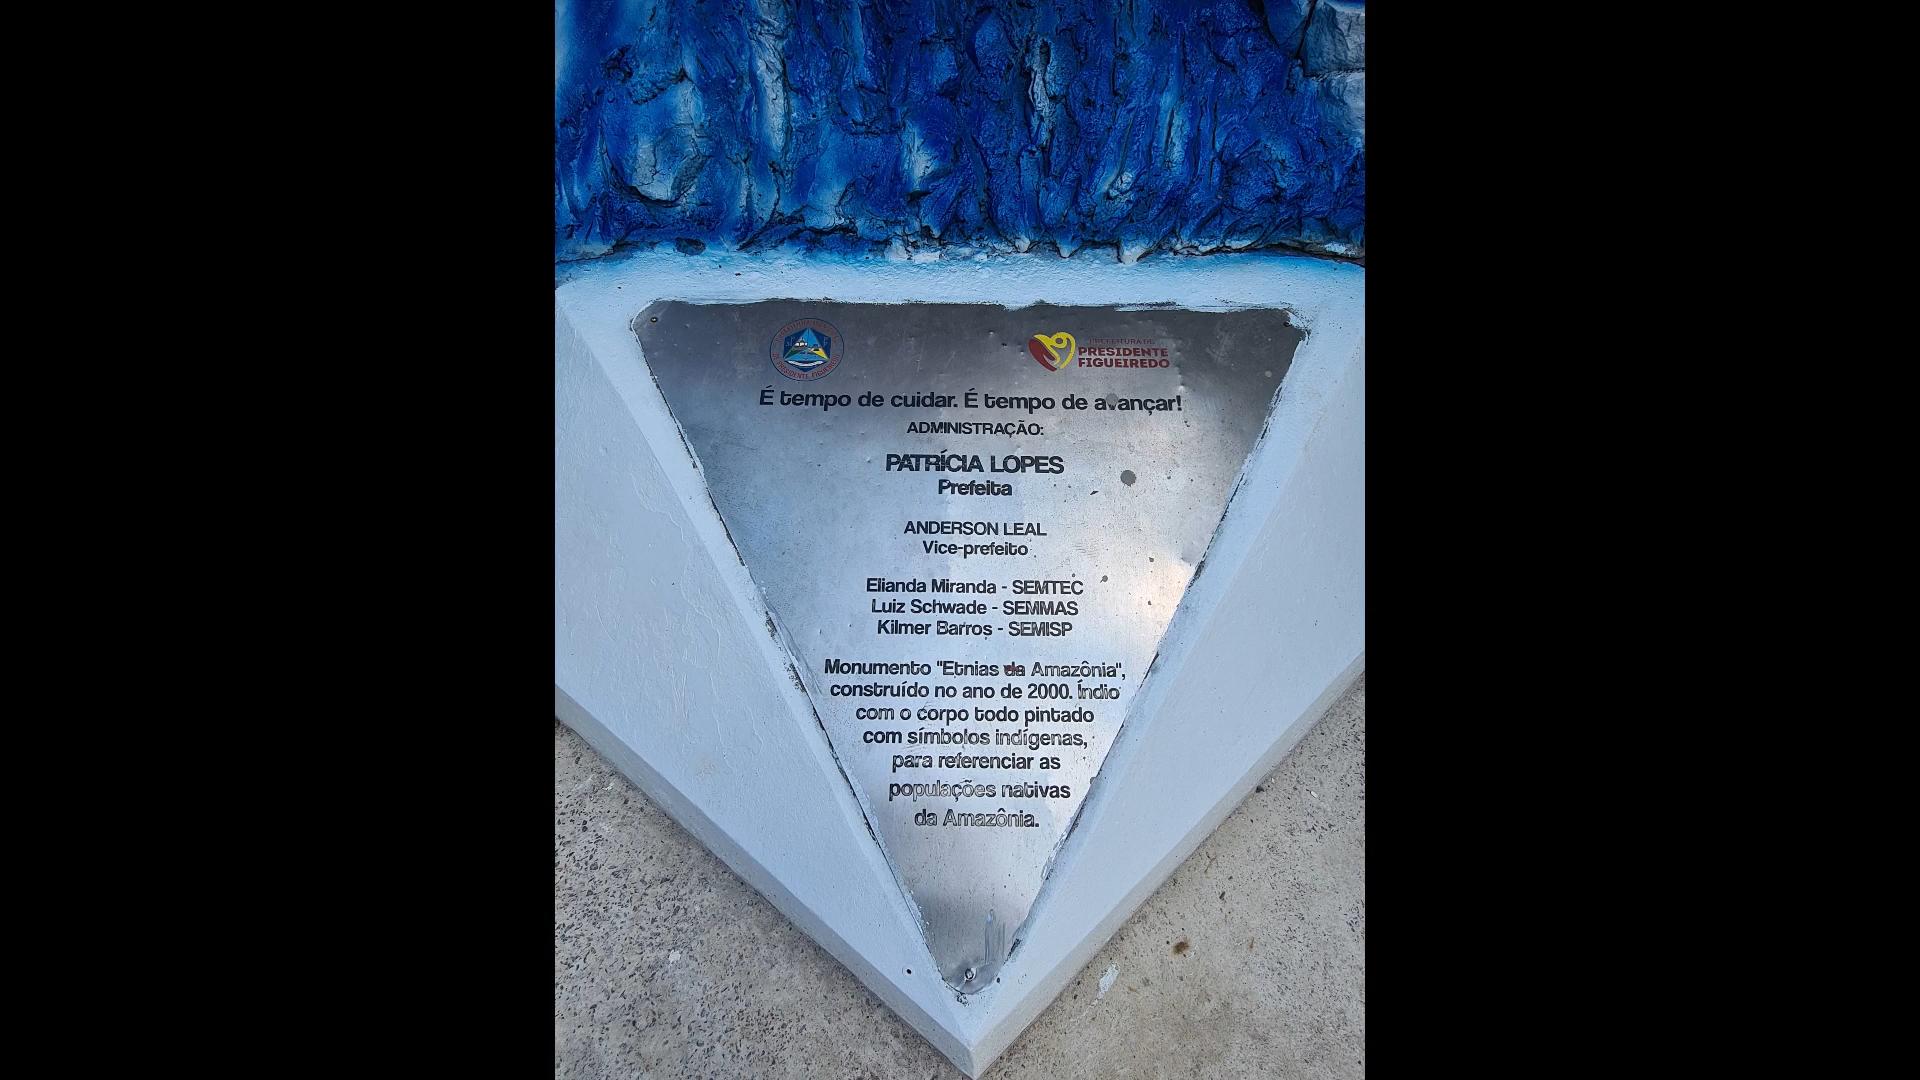 PREFEITURA DE
PRESIDENTE
FIGUEIREDO
É tempo de cuidar. É tempo de avançar!
ADMINISTRAÇÃO:
PATRÍCIA LOPES
Prefeita
ANDERSON LEAL
Vice-prefeito
Elianda Miranda - SEMTEC
Luiz Schwade - SEMMAS
Kilmer Barros - SEMISP
Monumento "Etnias da Amazônia",
construído no ano de 2000. Índio
com o corpo todo pintado
com símbolos indígenas,
para referenciar as
populações nativas
da Amazônia.